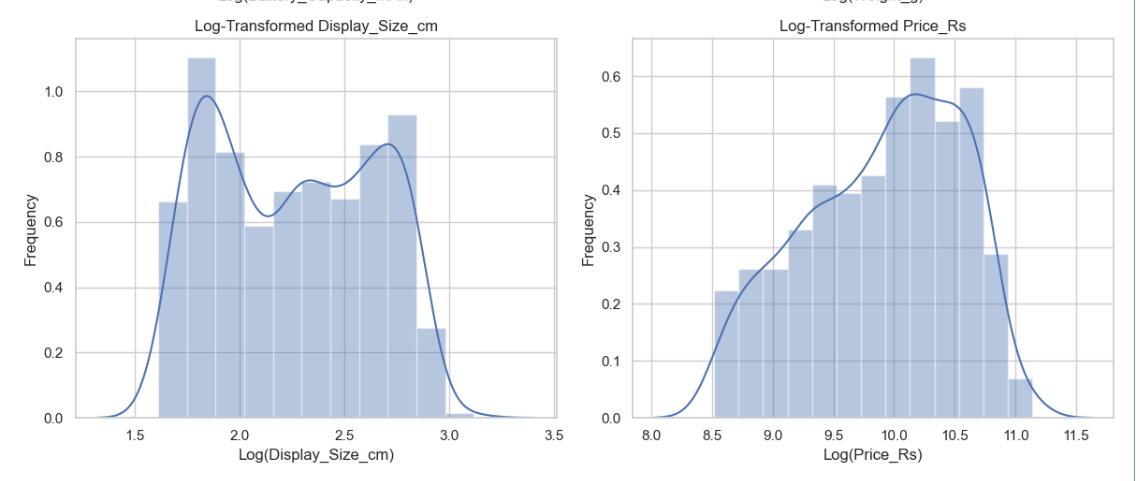 Log-Transformed Display_Size_cm
Log-Transformed Price_Rs
Frequency
1.0
0.8
0.6
0.4
0.2
0.0
1.5 2.0 2.5 3.0 3.5
Log(Display_Size_cm)
Frequency
0.6
0.5
0.4
0.3
0.2
0.1
0.0
8.0 8.5 9.0 9.5 10.0 10.5 11.0 11.5
Log(Price_Rs)